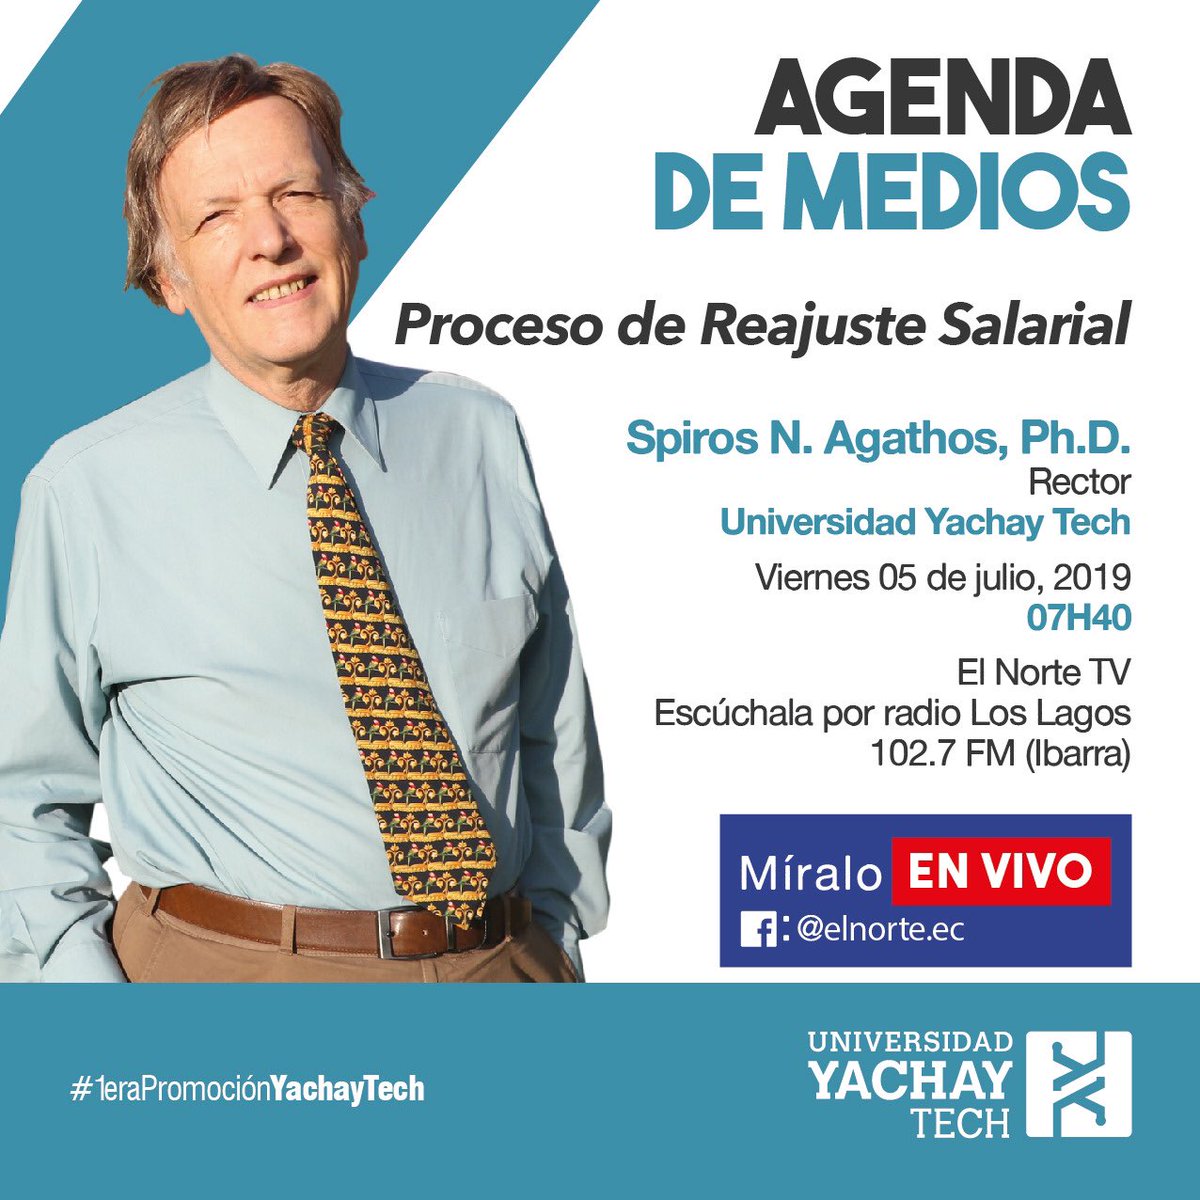 AGENDA
DE MEDIOS
Proceso de Reajuste Salarial
Spiros N. Agathos, Ph.D.
Rector
Universidad Yachay Tech
Viernes 05 de julio, 2019
07H40
El Norte TV
Escúchala por radio Los Lagos
102.7 FM (Ibarra)
Míralo EN VIVO
f: @elnorte.ec
#1eraPromociónYachayTech
UNIVERSIDAD
YACHAY
TECH